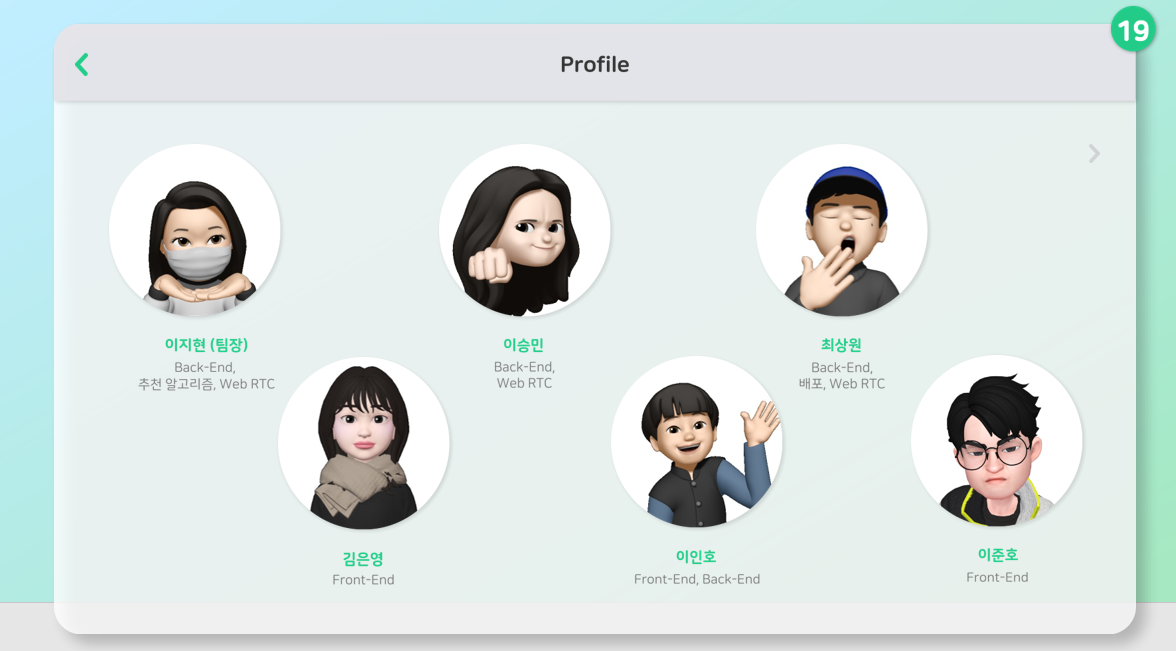 19
Profile
이지현 (팀장)
Back-End,
추천 알고리즘, Web RTC
이승민
Back-End,
Web RTC
최상원
Back-End,
배포, Web RTC
김은영
Front-End
이인호
Front-End, Back-End
이준호
Front-End